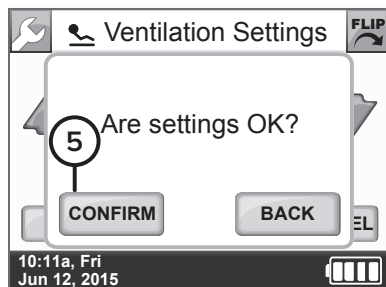 Ventilation Settings
FLIP
Are settings OK?
5
CONFIRM
BACK
EL
10:11a, Fri
Jun 12, 2015